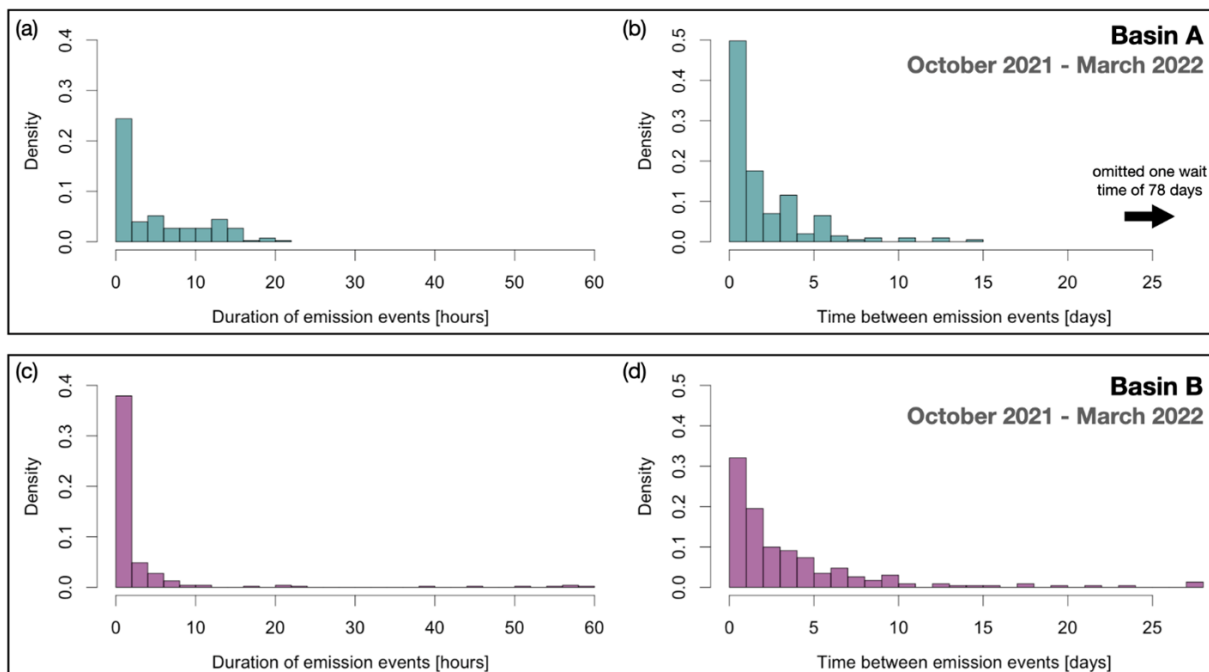 (a)
0.4
0.3
0.2
0.1
0.0
Density
0 10 20 30 40 50 60
Duration of emission events [hours]
(b)
Basin A
October 2021 - March 2022
0.5
0.4
0.3
0.2
0.1
0.0
Density
omitted one wait
time of 78 days
0 5 10 15 20 25
Time between emission events [days]
(c)
0.4
0.3
0.2
0.1
0.0
Density
0 10 20 30 40 50 60
Duration of emission events [hours]
(d)
Basin B
October 2021 - March 2022
0.5
0.4
0.3
0.2
0.1
0.0
Density
0 5 10 15 20 25
Time between emission events [days]